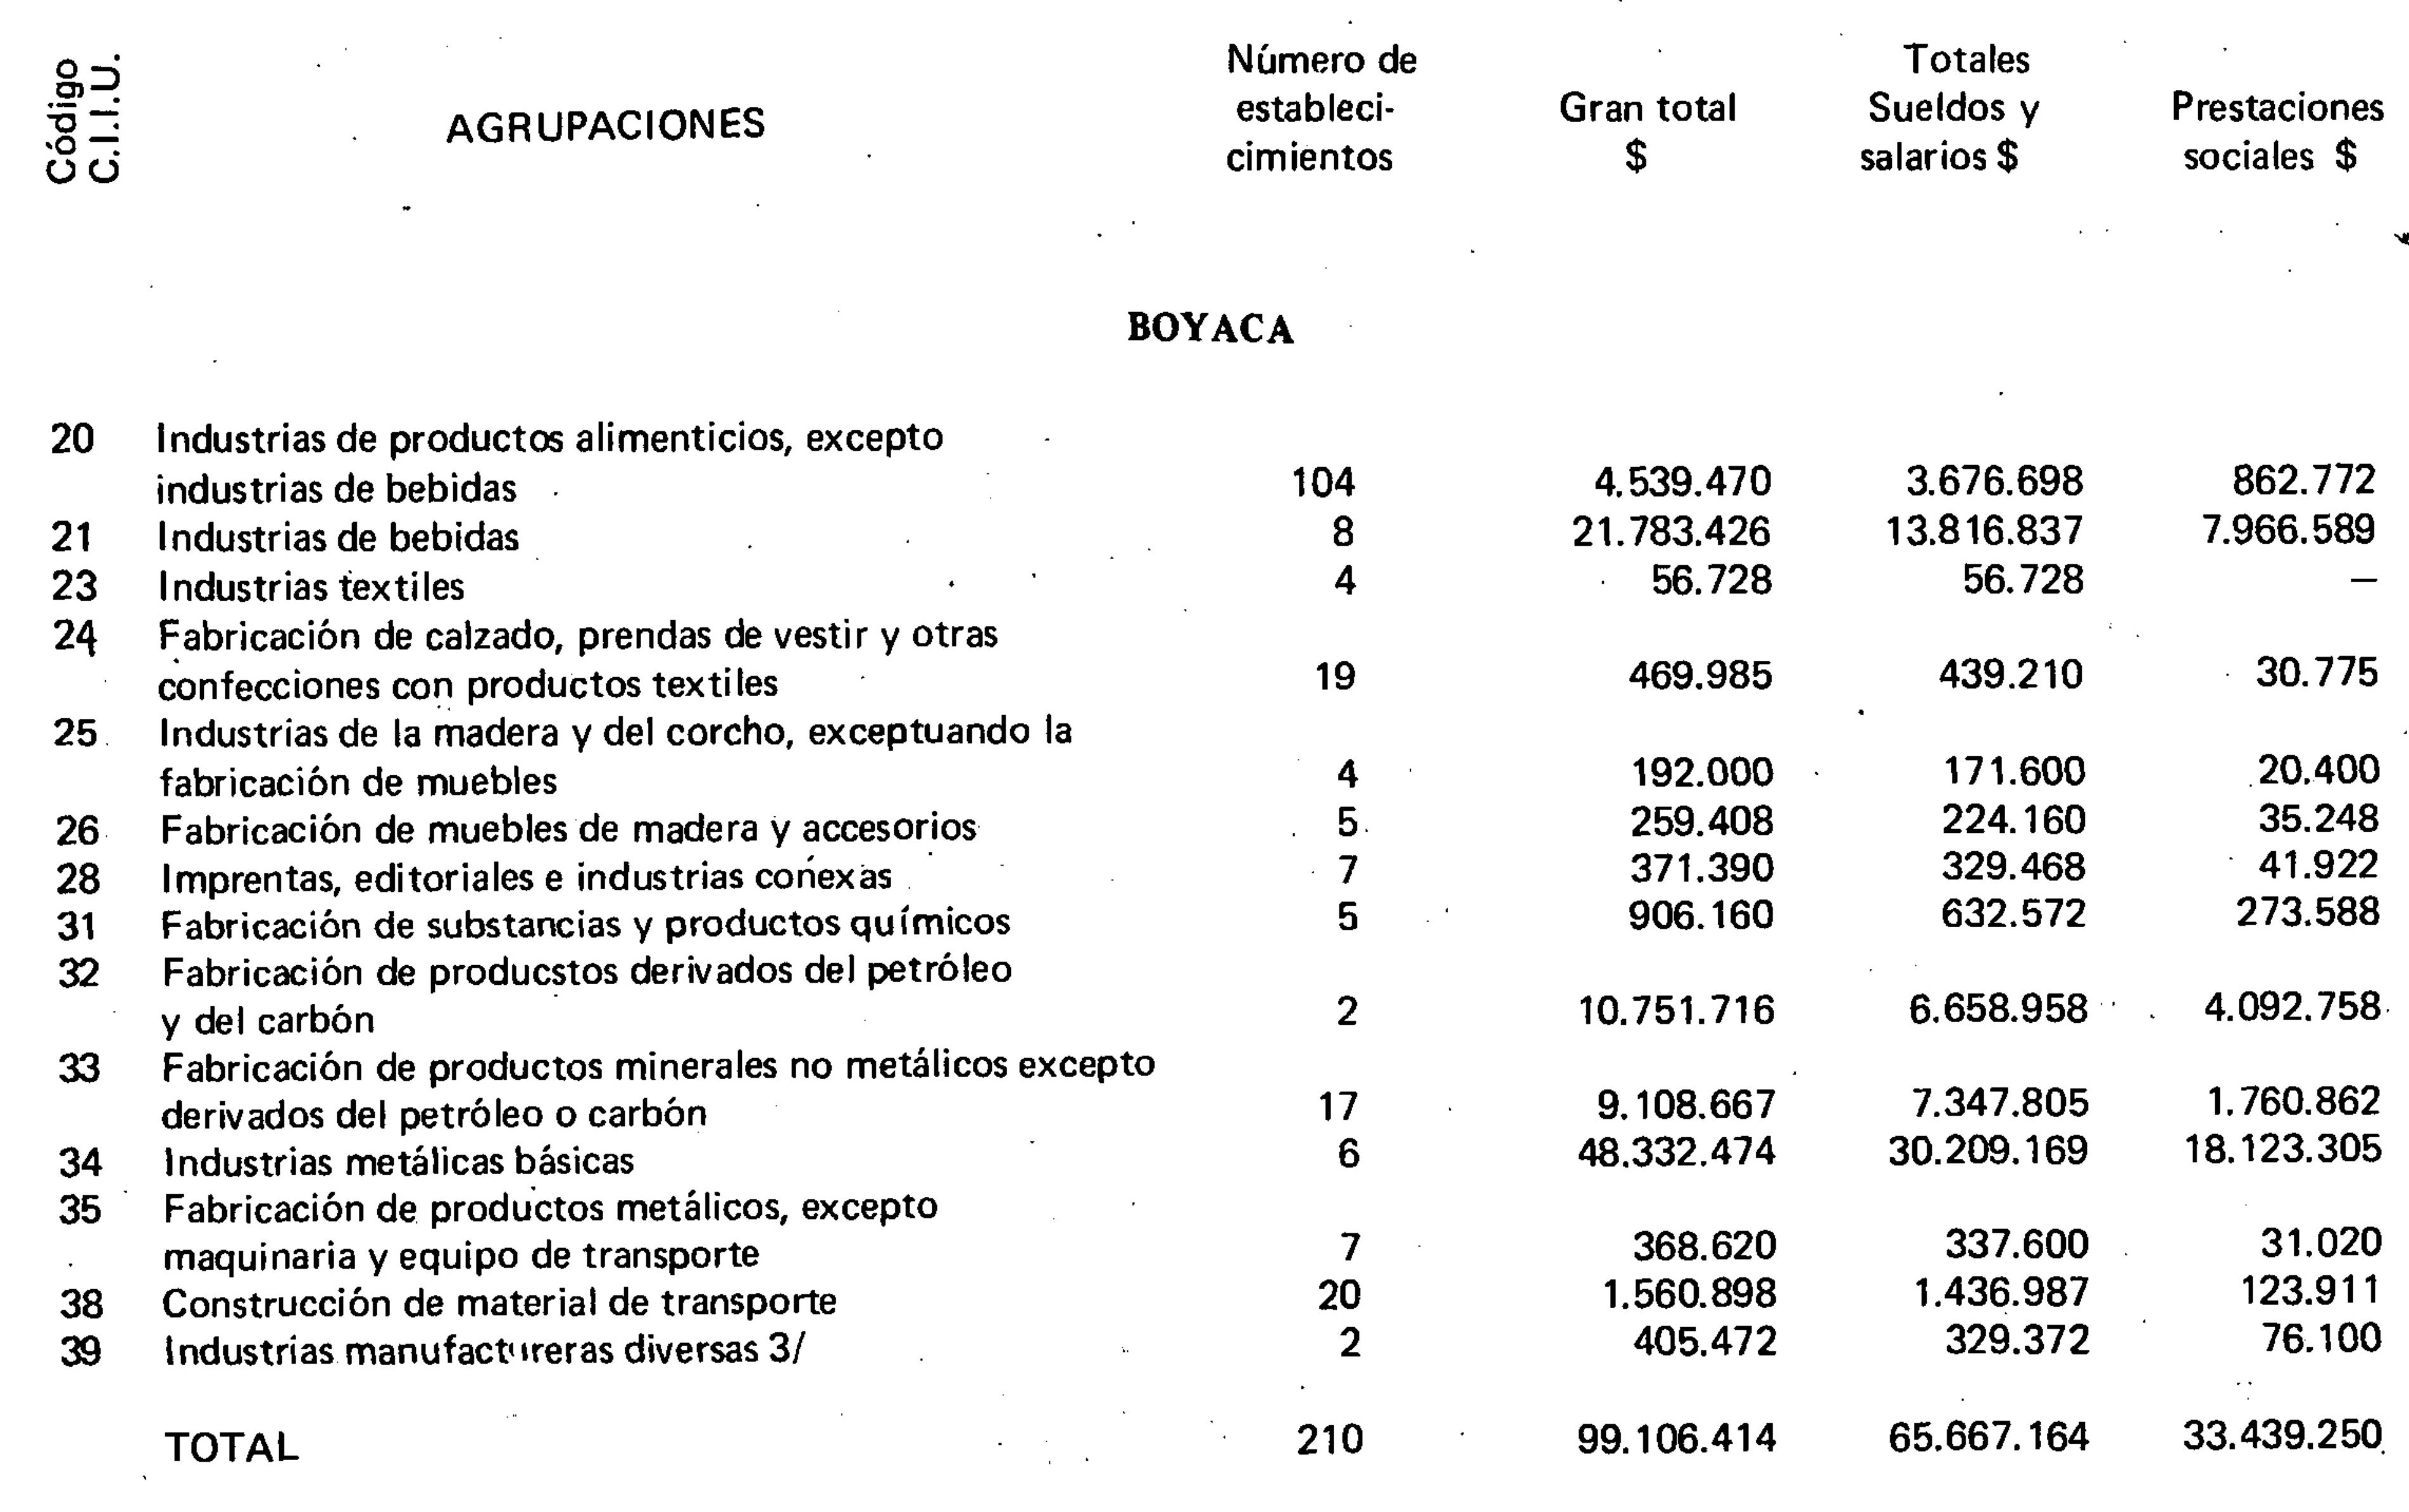 Código
C.I.I.U.
AGRUPACIONES
Número de
estableci-
cimientos
Gran total
$
Totales
Sueldos y
salarios $
Prestaciones
sociales $
BOYACA
20 Industrias de productos alimenticios, excepto
industrias de bebidas 104 4.539.470 3.676.698 862.772
21 Industrias de bebidas 8 21.783.426 13.816.837 7.966.589
23 Industrias textiles 4 56.728 56.728 —
24 Fabricación de calzado, prendas de vestir y otras
confecciones con productos textiles 19 469.985 439.210 30.775
25 Industrias de la madera y del corcho, exceptuando la
fabricación de muebles 4 192.000 171.600 20.400
26 Fabricación de muebles de madera y accesorios 5 259.408 224.160 35.248
28 Imprentas, editoriales e industrias conexas 7 371.390 329.468 41.922
31 Fabricación de substancias y productos químicos 5 906.160 632.572 273.588
32 Fabricación de producstos derivados del petróleo
y del carbón 2 10.751.716 6.658.958 4.092.758
33 Fabricación de productos minerales no metálicos excepto
derivados del petróleo o carbón 17 9.108.667 7.347.805 1.760.862
34 Industrias metálicas básicas 6 48.332.474 30.209.169 18.123.305
35 Fabricación de productos metálicos, excepto
maquinaria y equipo de transporte 7 368.620 337.600 31.020
38 Construcción de material de transporte 20 1.560.898 1.436.987 123.911
39 Industrias manufactureras diversas 3/ 2 405.472 329.372 76.100
TOTAL 210 99.106.414 65.667.164 33.439.250